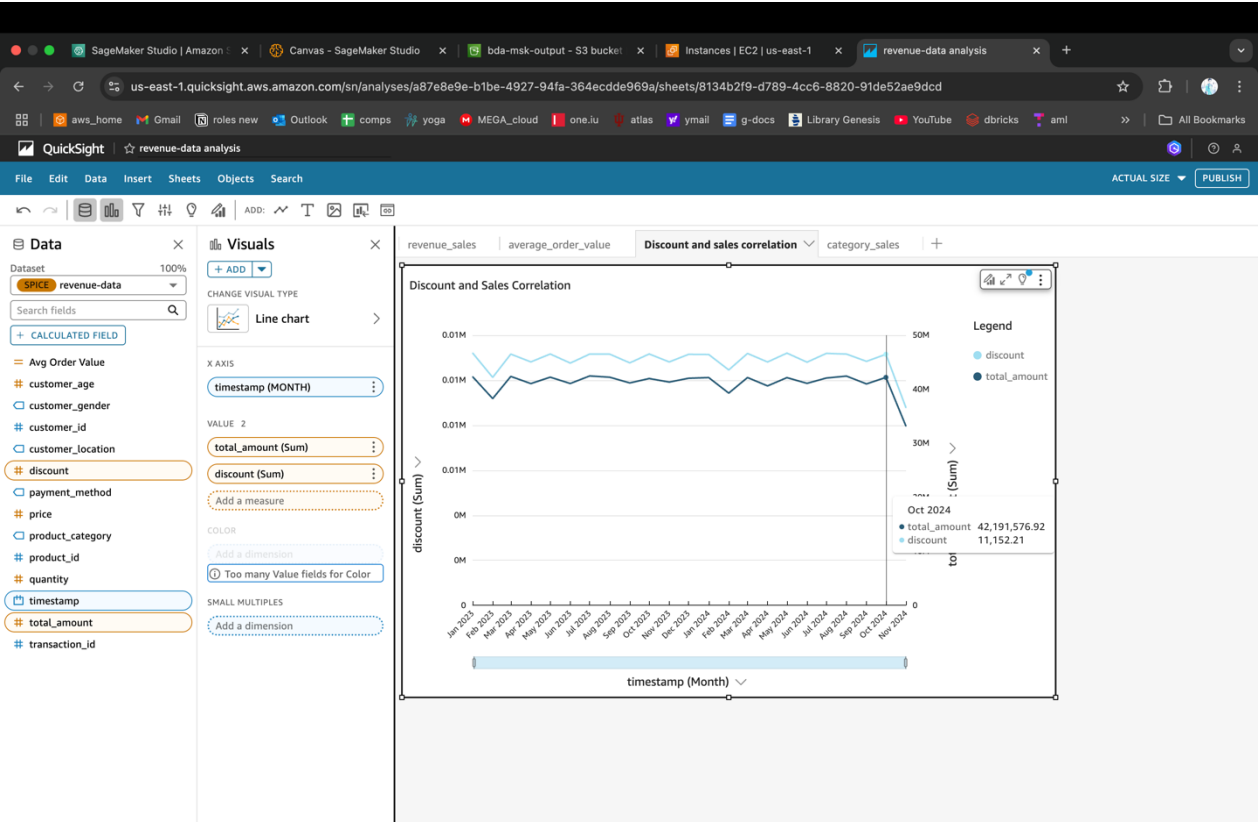 SageMaker Studio | Amazon S
Canvas - SageMaker Studio
bda-msk-output - S3 bucket
Instances | EC2 | us-east-1
revenue-data analysis
us-east-1.quicksight.aws.amazon.com/sn/analyses/a87e8e9e-b1be-4927-94fa-364ecdde969a/sheets/8134b2f9-d789-4cc6-8820-91de52ae9dcd
aws_home Gmail roles new Outlook comps yoga MEGA_cloud one.iu atlas ymail g-docs Library Genesis YouTube dbricks aml » All Bookmarks
QuickSight revenue-data analysis
File Edit Data Insert Sheets Objects Search ACTUAL SIZE PUBLISH
ADD:
Data
Dataset 100%
SPICE revenue-data
Search fields
+ CALCULATED FIELD
Avg Order Value
# customer_age
customer_gender
# customer_id
customer_location
# discount
payment_method
# price
product_category
# product_id
# quantity
timestamp
# total_amount
# transaction_id
Visuals
+ ADD
CHANGE VISUAL TYPE
Line chart
X AXIS
timestamp (MONTH)
VALUE 2
total_amount (Sum)
discount (Sum)
Add a measure
COLOR
Add a dimension
Too many Value fields for Color
SMALL MULTIPLES
Add a dimension
revenue_sales average_order_value Discount and sales correlation category_sales +
Discount and Sales Correlation
0.01M
0.01M
0.01M
0.01M
0M
0M
0
discount (Sum)
50M
40M
30M
0
(Sum)
Legend
discount
total_amount
Oct 2024
total_amount 42,191,576.92
discount 11,152.21
Jan 2023
Feb 2023
Mar 2023
Apr 2023
May 2023
Jun 2023
Jul 2023
Aug 2023
Sep 2023
Oct 2023
Nov 2023
Dec 2023
Jan 2024
Feb 2024
Mar 2024
Apr 2024
May 2024
Jun 2024
Jul 2024
Aug 2024
Sep 2024
Oct 2024
Nov 2024
timestamp (Month)